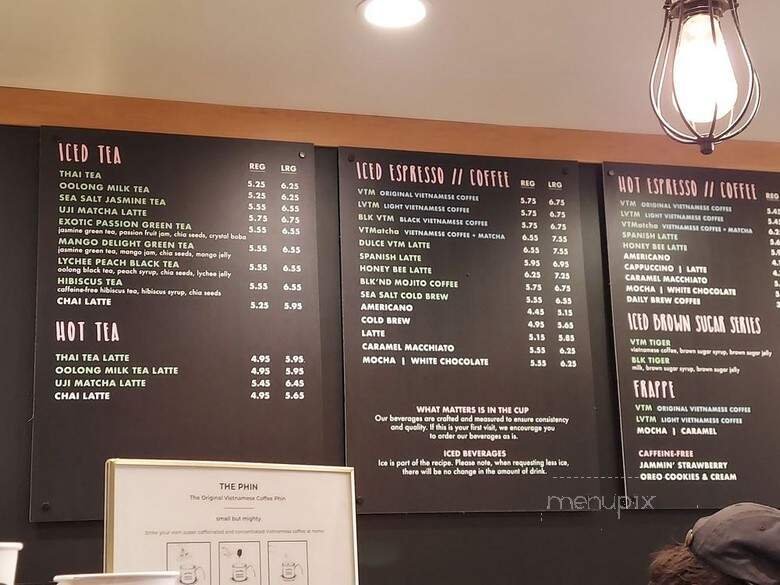 ICED TEA REG LRG
THAI TEA 5.25 6.25
OOLONG MILK TEA 5.25 6.25
SEA SALT JASMINE TEA 5.55 6.55
UJI MATCHA LATTE 5.75 6.75
EXOTIC PASSION GREEN TEA 5.55 6.55
jasmine green tea, passion fruit jam, chia seeds, crystal boba
MANGO DELIGHT GREEN TEA 5.55 6.55
jasmine green tea, mango jam, chia seeds, mango jelly
LYCHEE PEACH BLACK TEA 5.55 6.55
oolong black tea, peach syrup, chia seeds, lychee jelly
HIBISCUS TEA 5.55 6.55
caffeine-free hibiscus tea, hibiscus syrup, chia seeds
CHAI LATTE 5.25 5.95
HOT TEA
THAI TEA LATTE 4.95 5.95
OOLONG MILK TEA LATTE 4.95 5.95
UJI MATCHA LATTE 5.45 6.45
CHAI LATTE 4.95 5.65
ICED ESPRESSO // COFFEE REG LRG
VTM ORIGINAL VIETNAMESE COFFEE 5.75 6.75
LVTM LIGHT VIETNAMESE COFFEE 5.75 6.75
BLK VTM BLACK VIETNAMESE COFFEE 5.75 6.75
VTMatcha VIETNAMESE COFFEE + MATCHA 6.55 7.55
DULCE VTM LATTE 6.55 7.55
SPANISH LATTE 5.95 6.95
HONEY BEE LATTE 6.25 7.25
BLK'ND MOJITO COFFEE 5.75 6.75
SEA SALT COLD BREW 5.55 6.55
AMERICANO 4.45 5.15
COLD BREW 4.95 5.65
LATTE 5.15 5.85
CARAMEL MACCHIATO 5.55 6.25
MOCHA | WHITE CHOCOLATE 5.55 6.25
WHAT MATTERS IS IN THE CUP
Our beverages are crafted and measured to ensure consistency
and quality. If this is your first visit, we encourage you
to order our beverages as is.
ICED BEVERAGES
Ice is part of the recipe. Please note, when requesting less ice,
there will be no change in the amount of drink.
HOT ESPRESSO // COFFEE REG
VTM ORIGINAL VIETNAMESE COFFEE
LVTM LIGHT VIETNAMESE COFFEE
VTMatcha VIETNAMESE COFFEE + MATCHA
SPANISH LATTE
HONEY BEE LATTE
AMERICANO
CAPPUCCINO | LATTE
CARAMEL MACCHIATO
MOCHA | WHITE CHOCOLATE
DAILY BREW COFFEE
ICED BROWN SUGAR SERIES
VTM TIGER
vietnamese coffee, brown sugar syrup, brown sugar jelly
BLK TIGER
milk, brown sugar syrup, brown sugar jelly
FRAPPE
VTM ORIGINAL VIETNAMESE COFFEE
LVTM LIGHT VIETNAMESE COFFEE
MOCHA | CARAMEL
CAFFEINE-FREE
JAMMIN' STRAWBERRY
OREO COOKIES & CREAM
THE PHIN
The Original Vietnamese Coffee Phin
small but mighty
menupix